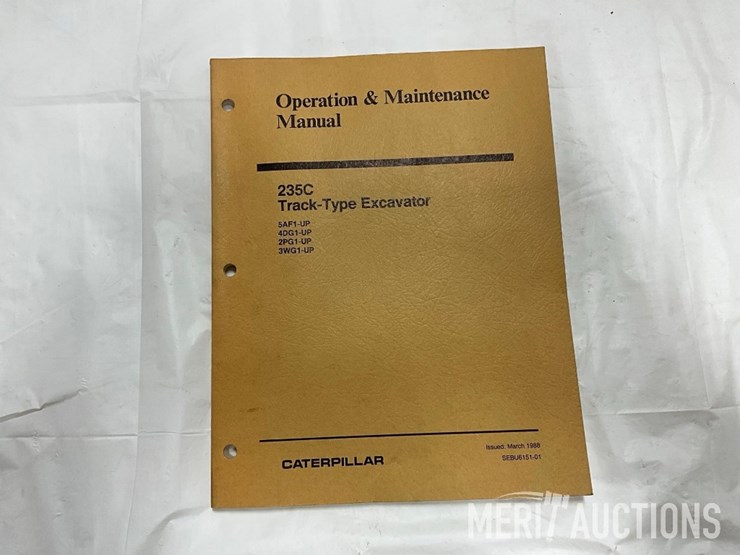 Operation & Maintenance
Manual
235C
Track-Type Excavator
5AF1-UP
4DG1-UP
2PG1-UP
3WG1-UP
Issued: March 1988
SEBU6151-01
CATERPILLAR
MERIT AUCTIONS